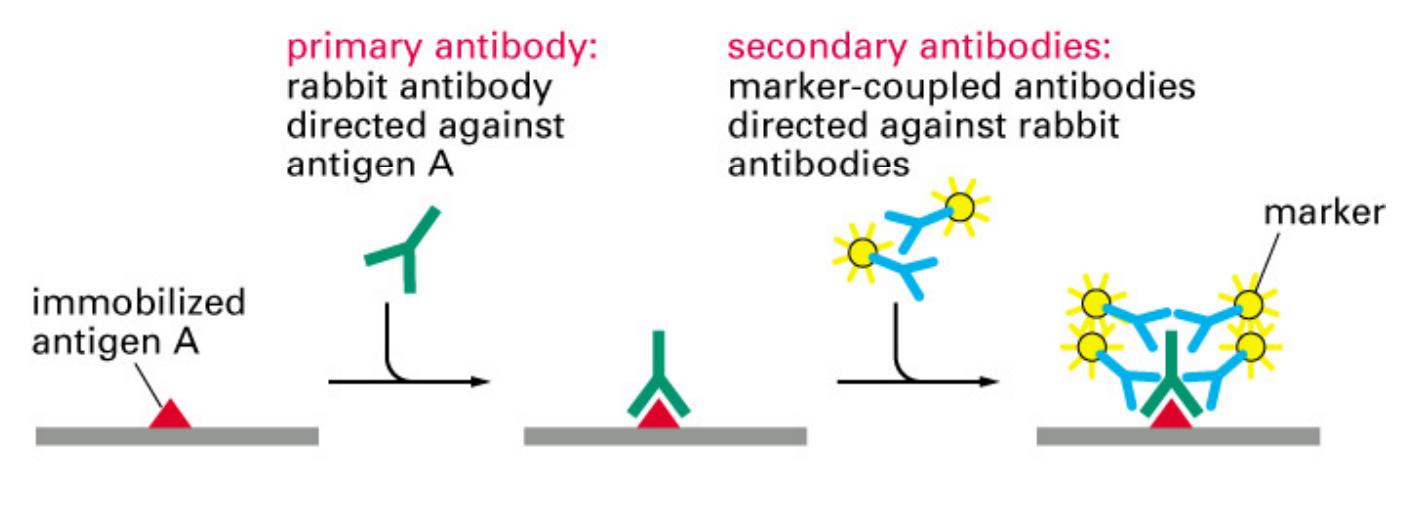 primary antibody:
rabbit antibody
directed against
antigen A
secondary antibodies:
marker-coupled antibodies
directed against rabbit
antibodies
marker
immobilized
antigen A